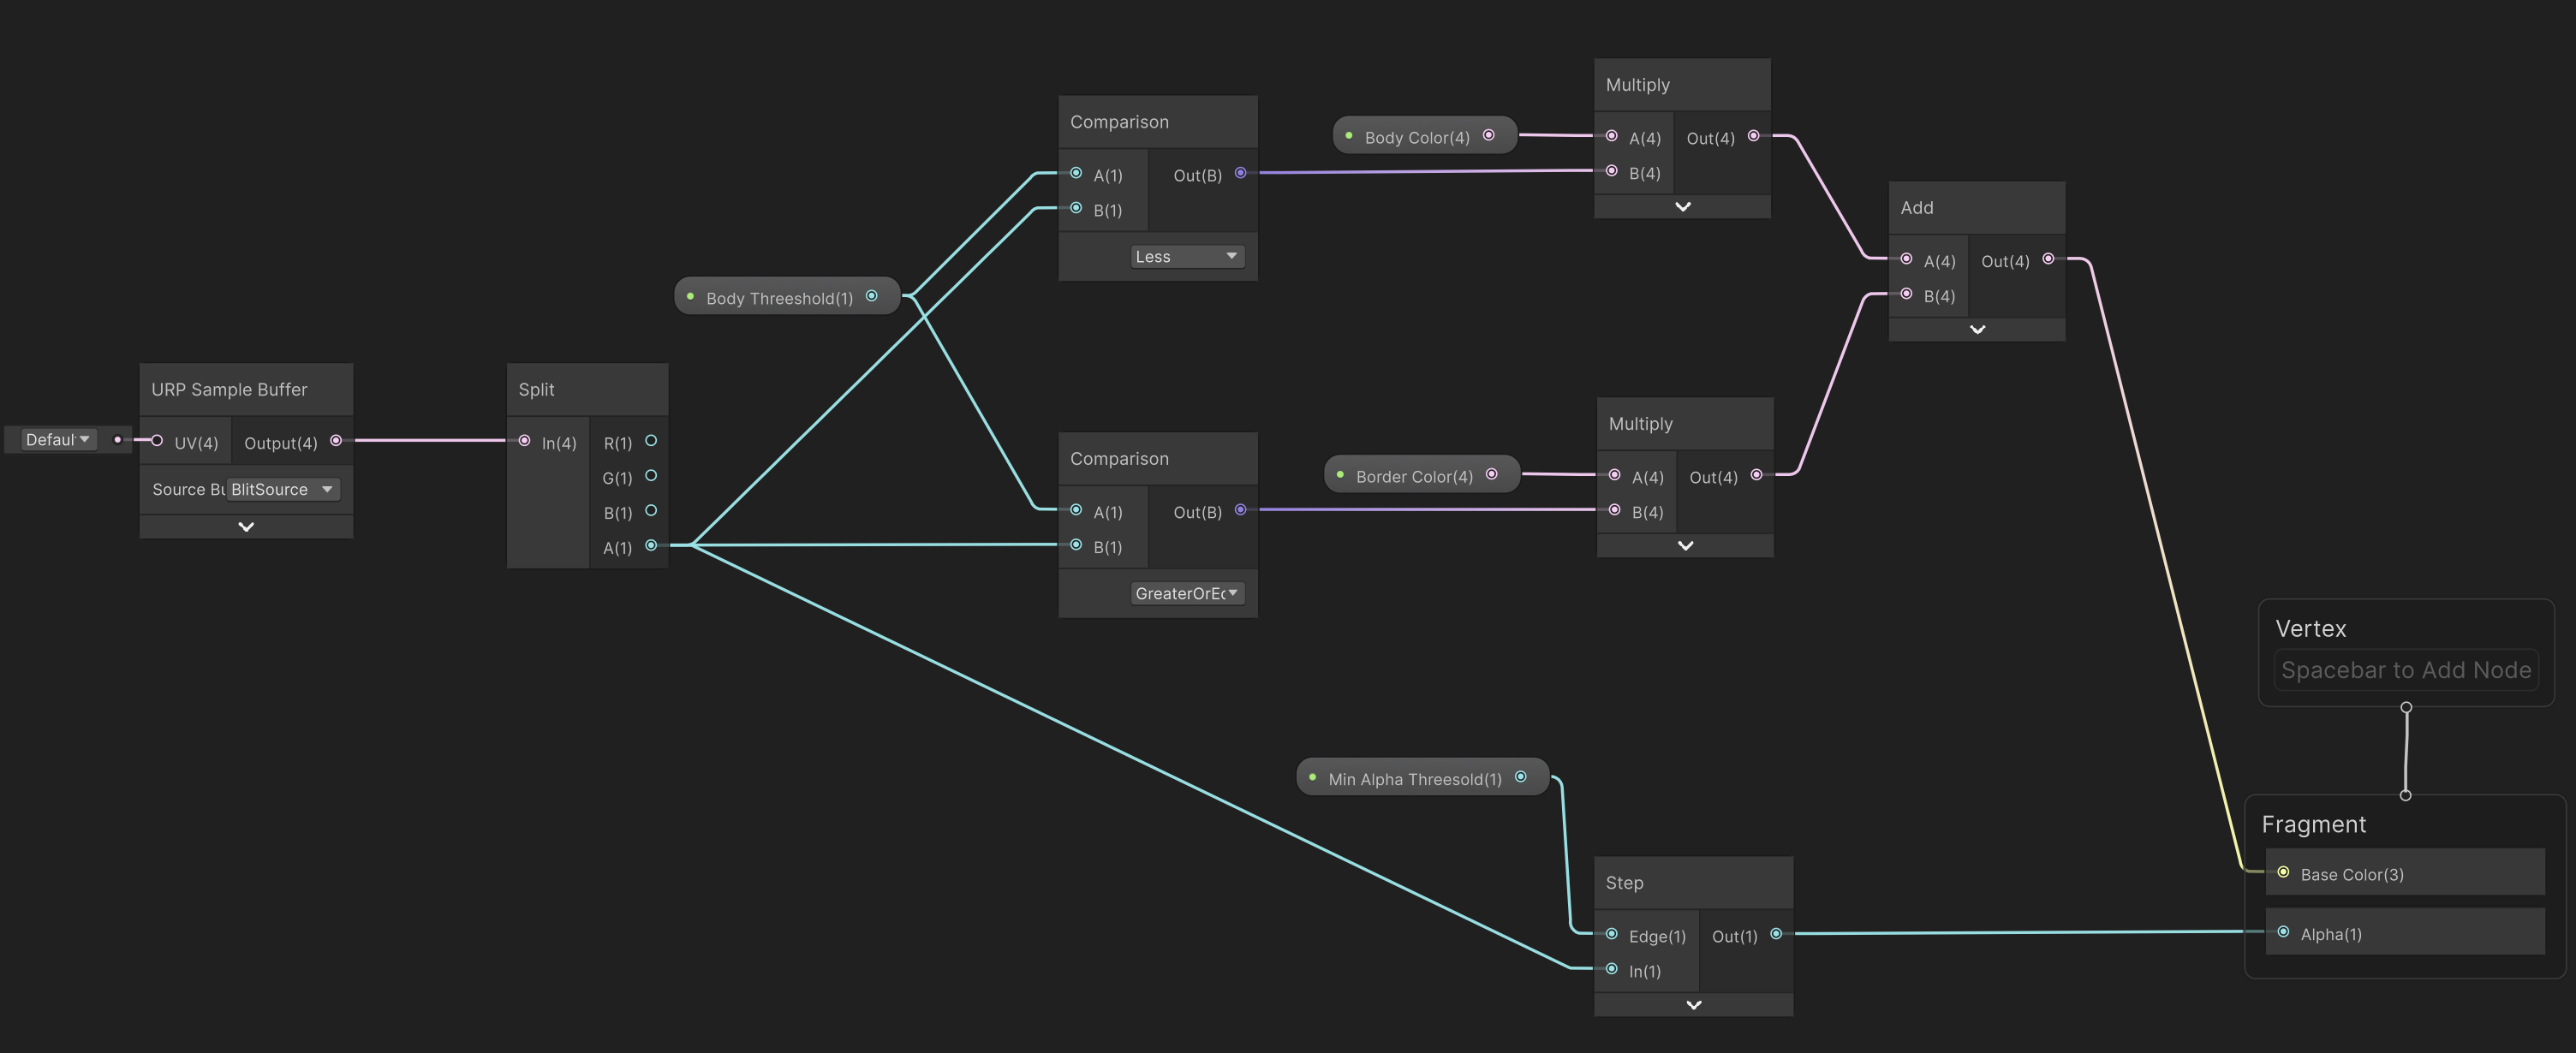 Defaul
URP Sample Buffer
UV(4)
Output(4)
Source Bu
BlitSource
Split
In(4)
R(1)
G(1)
B(1)
A(1)
Body Threeshold(1)
Comparison
A(1)
Out(B)
B(1)
Less
Comparison
A(1)
Out(B)
B(1)
GreaterOrEq
Body Color(4)
Multiply
A(4)
Out(4)
B(4)
Border Color(4)
Multiply
A(4)
Out(4)
B(4)
Add
A(4)
Out(4)
B(4)
Min Alpha Threesold(1)
Step
Edge(1)
Out(1)
In(1)
Vertex
Spacebar to Add Node
Fragment
Base Color(3)
Alpha(1)